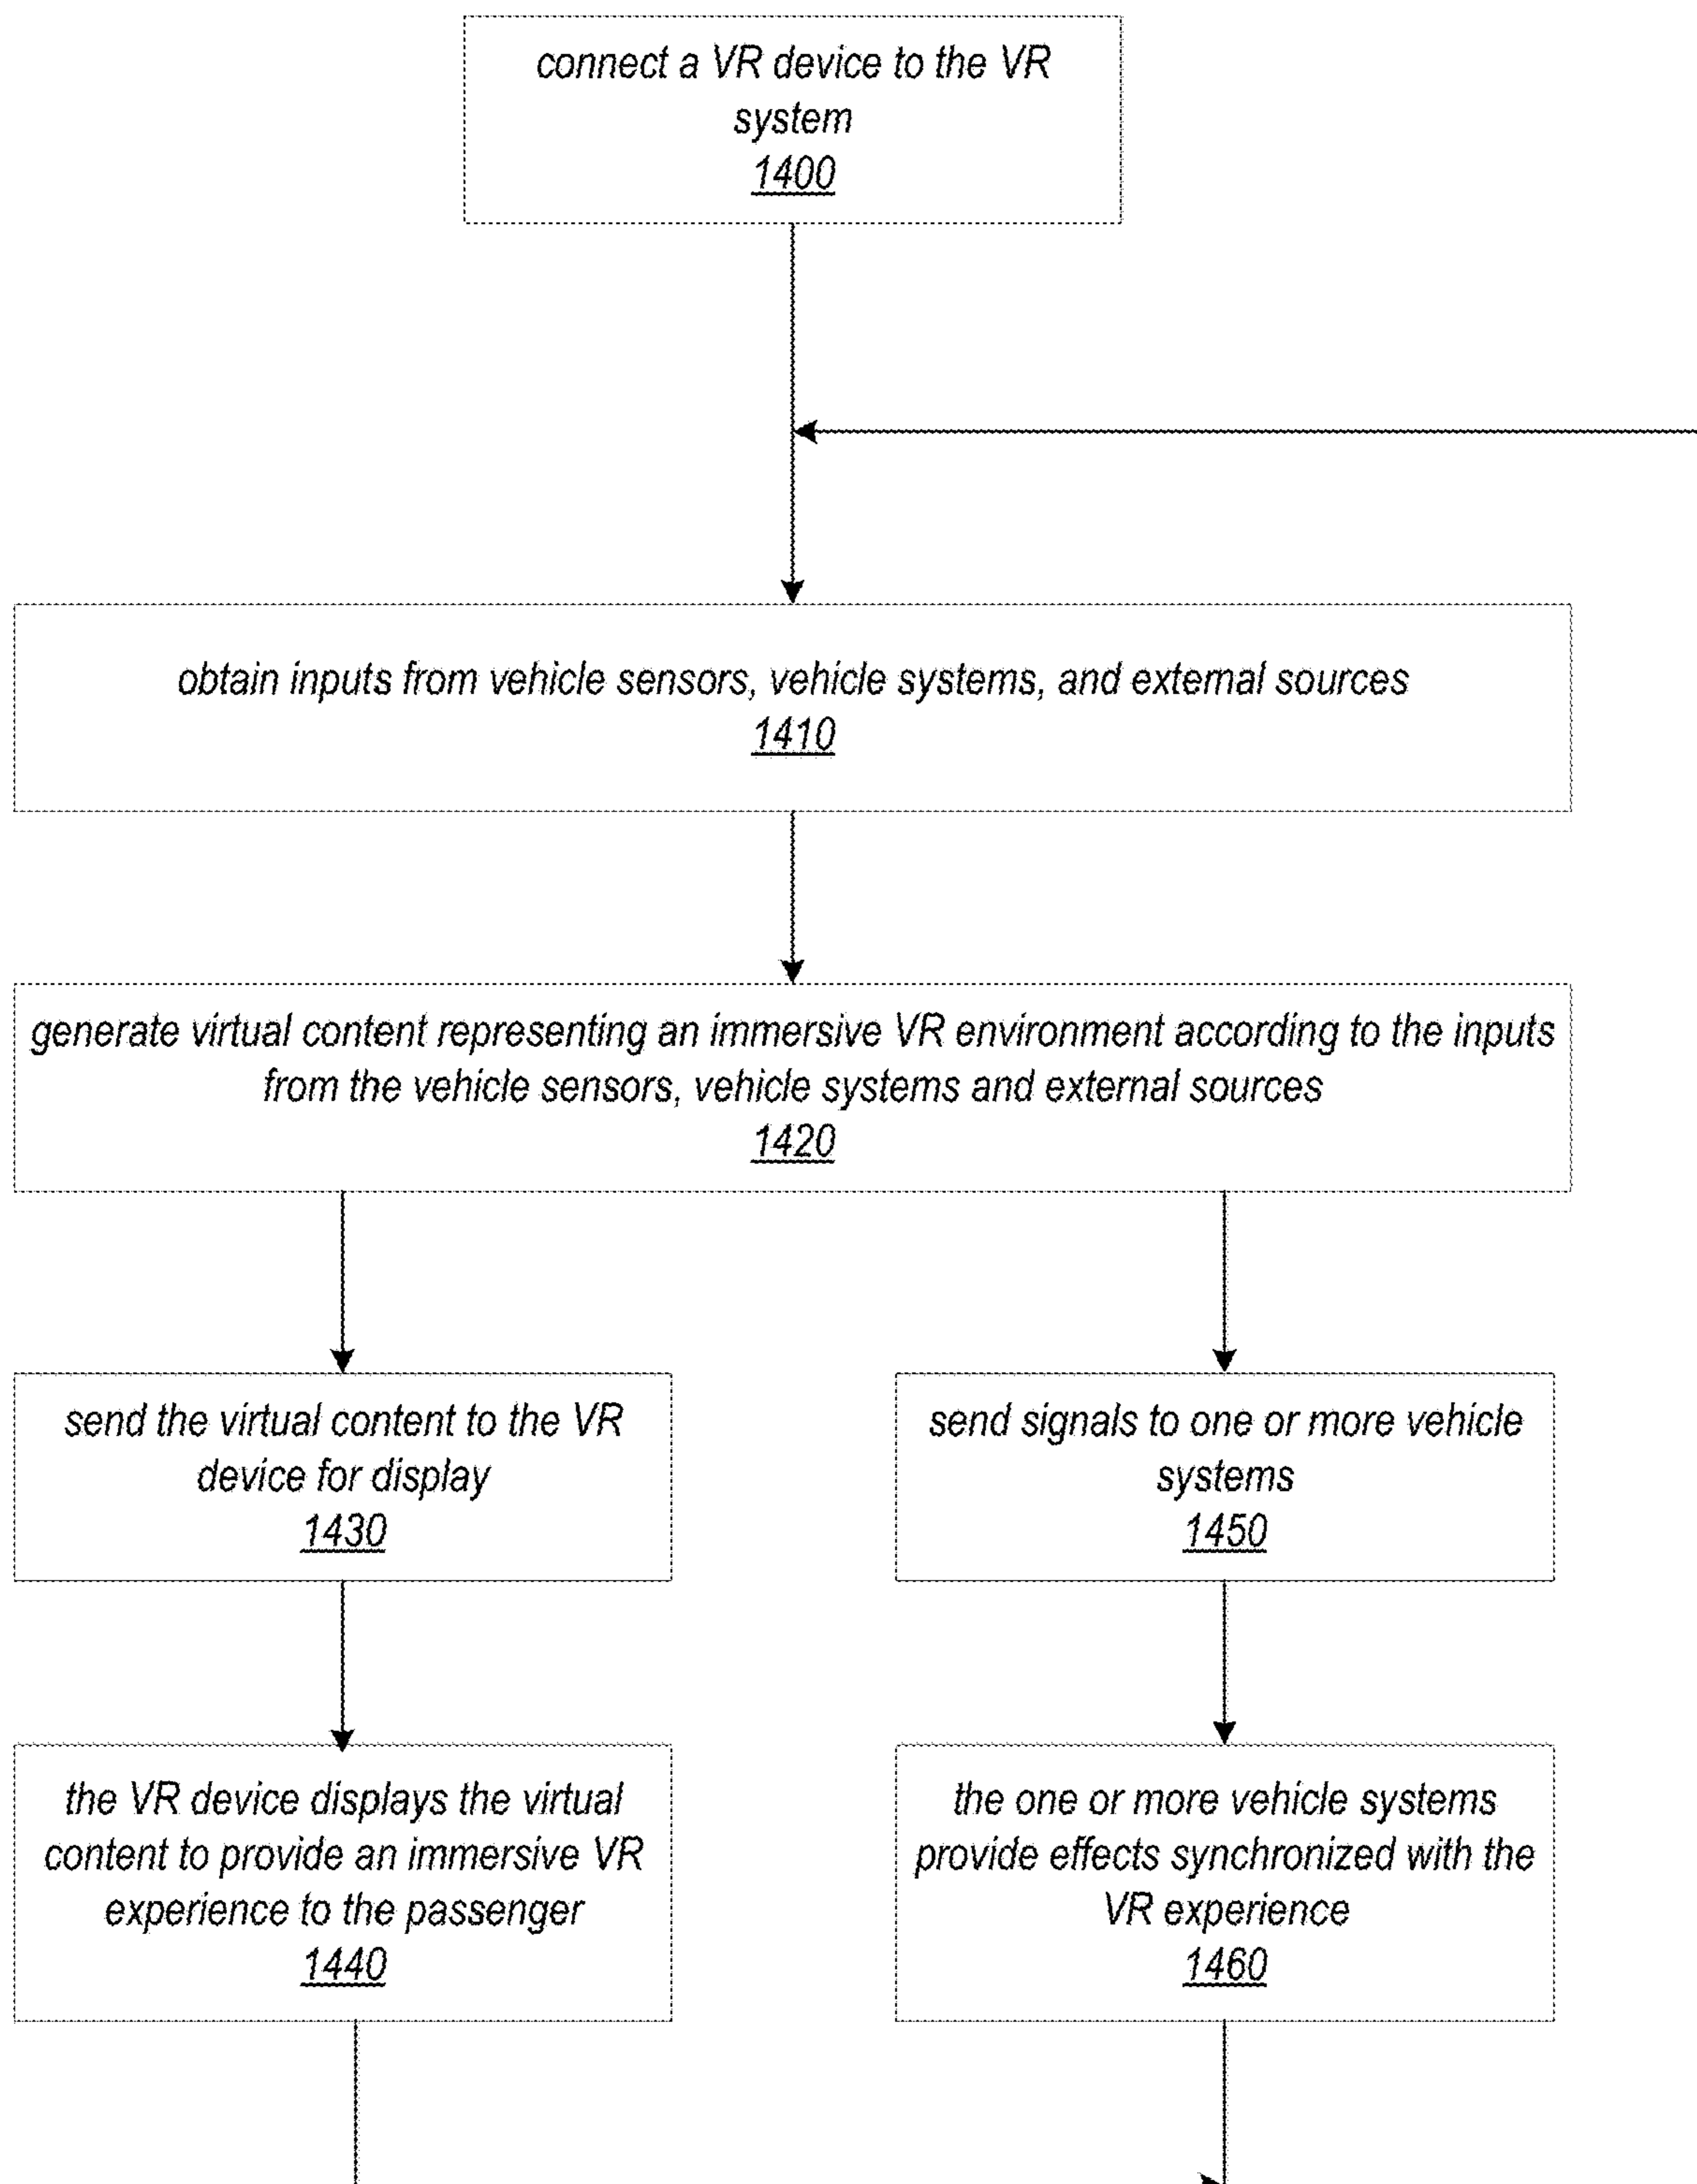 connect a VR device to the VR
system
1400
obtain inputs from vehicle sensors, vehicle systems, and external sources
1410
generate virtual content representing an immersive VR environment according to the inputs
from the vehicle sensors, vehicle systems and external sources
1420
send the virtual content to the VR
device for display
1430
send signals to one or more vehicle
systems
1450
the VR device displays the virtual
content to provide an immersive VR
experience to the passenger
1440
the one or more vehicle systems
provide effects synchronized with the
VR experience
1460